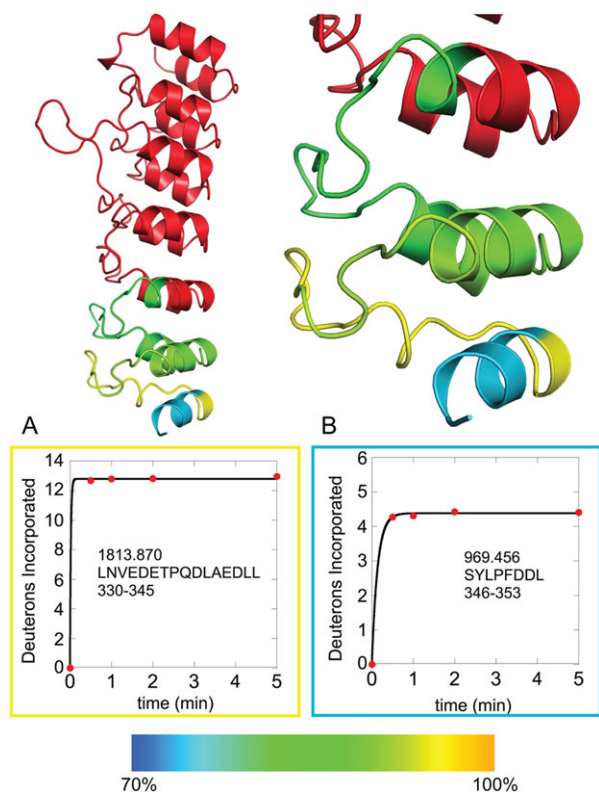 A
B
14
12
10
8
6
4
2
0
Deuterons Incorporated
1813.870
LNVEDETPQDLAEDLL
330-345
0 1 2 3 4 5
time (min)
6
5
4
3
2
1
0
Deuterons Incorporated
969.456
SYLPFDDL
346-353
0 1 2 3 4 5
time (min)
70% 100%